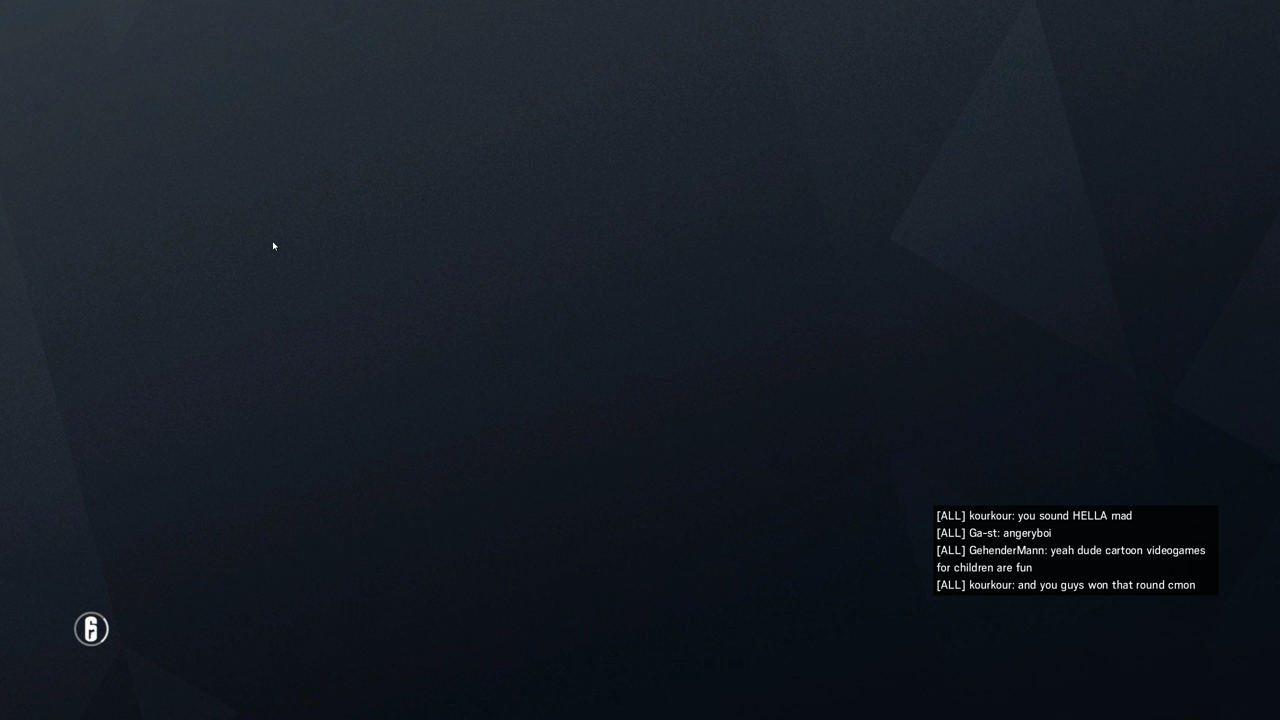 [ALL] kourkour: you sound HELLA mad
[ALL] Ga-st: angeryboi
[ALL] GehenderMann: yeah dude cartoon videogames
for children are fun
[ALL] kourkour: and you guys won that round cmon
6